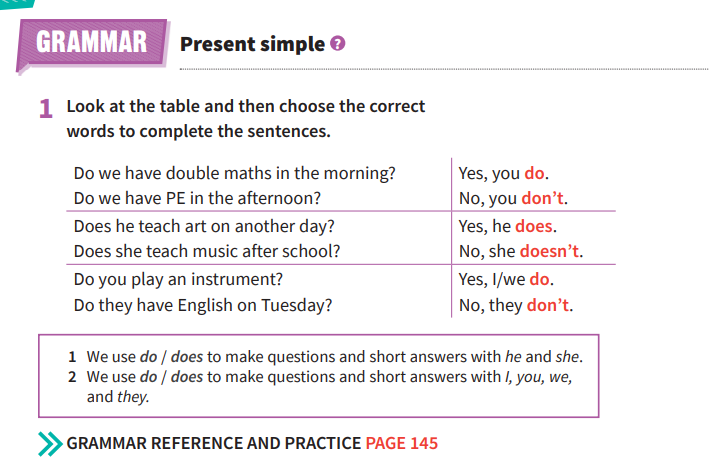 GRAMMAR Present simple ?
1 Look at the table and then choose the correct
words to complete the sentences.
Do we have double maths in the morning? Yes, you do.
Do we have PE in the afternoon? No, you don't.
Does he teach art on another day? Yes, he does.
Does she teach music after school? No, she doesn't.
Do you play an instrument? Yes, I/we do.
Do they have English on Tuesday? No, they don't.
1 We use do / does to make questions and short answers with he and she.
2 We use do / does to make questions and short answers with I, you, we,
and they.
GRAMMAR REFERENCE AND PRACTICE PAGE 145